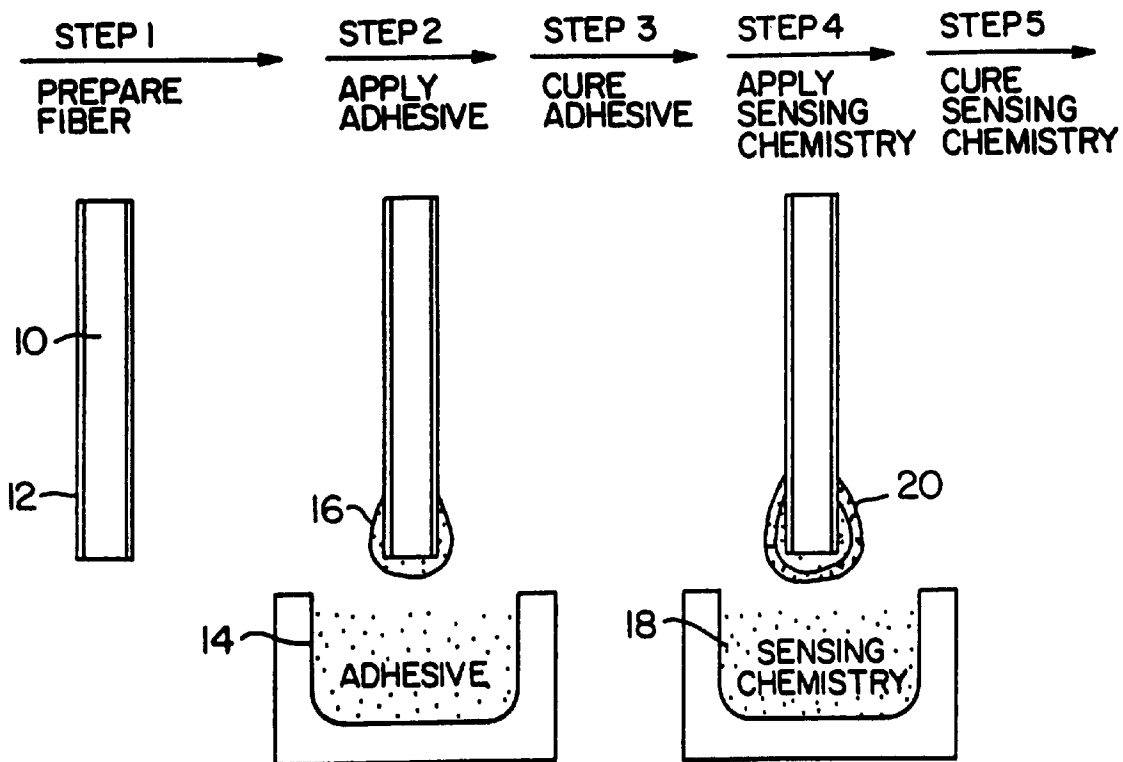 STEP 1
PREPARE
FIBER
STEP 2
APPLY
ADHESIVE
STEP 3
CURE
ADHESIVE
STEP 4
APPLY
SENSING
CHEMISTRY
STEP 5
CURE
SENSING
CHEMISTRY
10
12
16
20
14
ADHESIVE
18
SENSING
CHEMISTRY